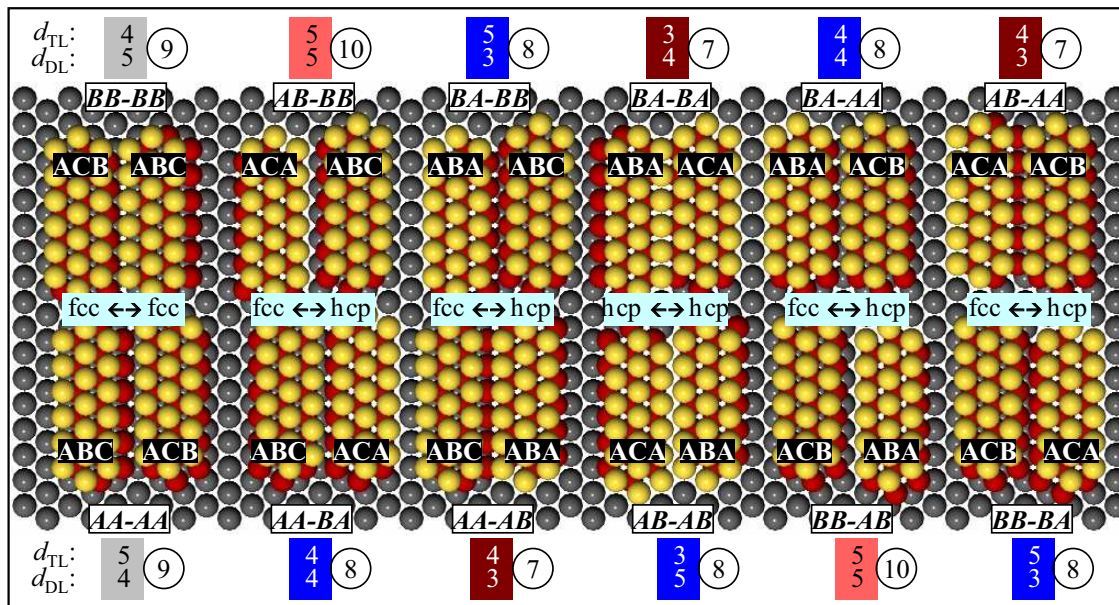 d_TL: 4 5 5 3 4 4
d_DL: 5 ⑨ 5 ⑩ 3 ⑧ 4 ⑦ 4 ⑧ 3 ⑦
BB-BB AB-BB BA-BB BA-BA BA-AA AB-AA
ACB ABC ACA ABC ABA ABC ABA ACA ABA ACB ACA ACB
fcc ↔ fcc fcc ↔ hcp fcc ↔ hcp hcp ↔ hcp fcc ↔ hcp fcc ↔ hcp
ABC ACB ABC ACA ABC ABA ACA ABA ACB ABA ACB ACA
AA-AA AA-BA AA-AB AB-AB BB-AB BB-BA
d_TL: 5 4 4 3 5 5
d_DL: 4 ⑨ 4 ⑧ 3 ⑦ 5 ⑧ 5 ⑩ 3 ⑧